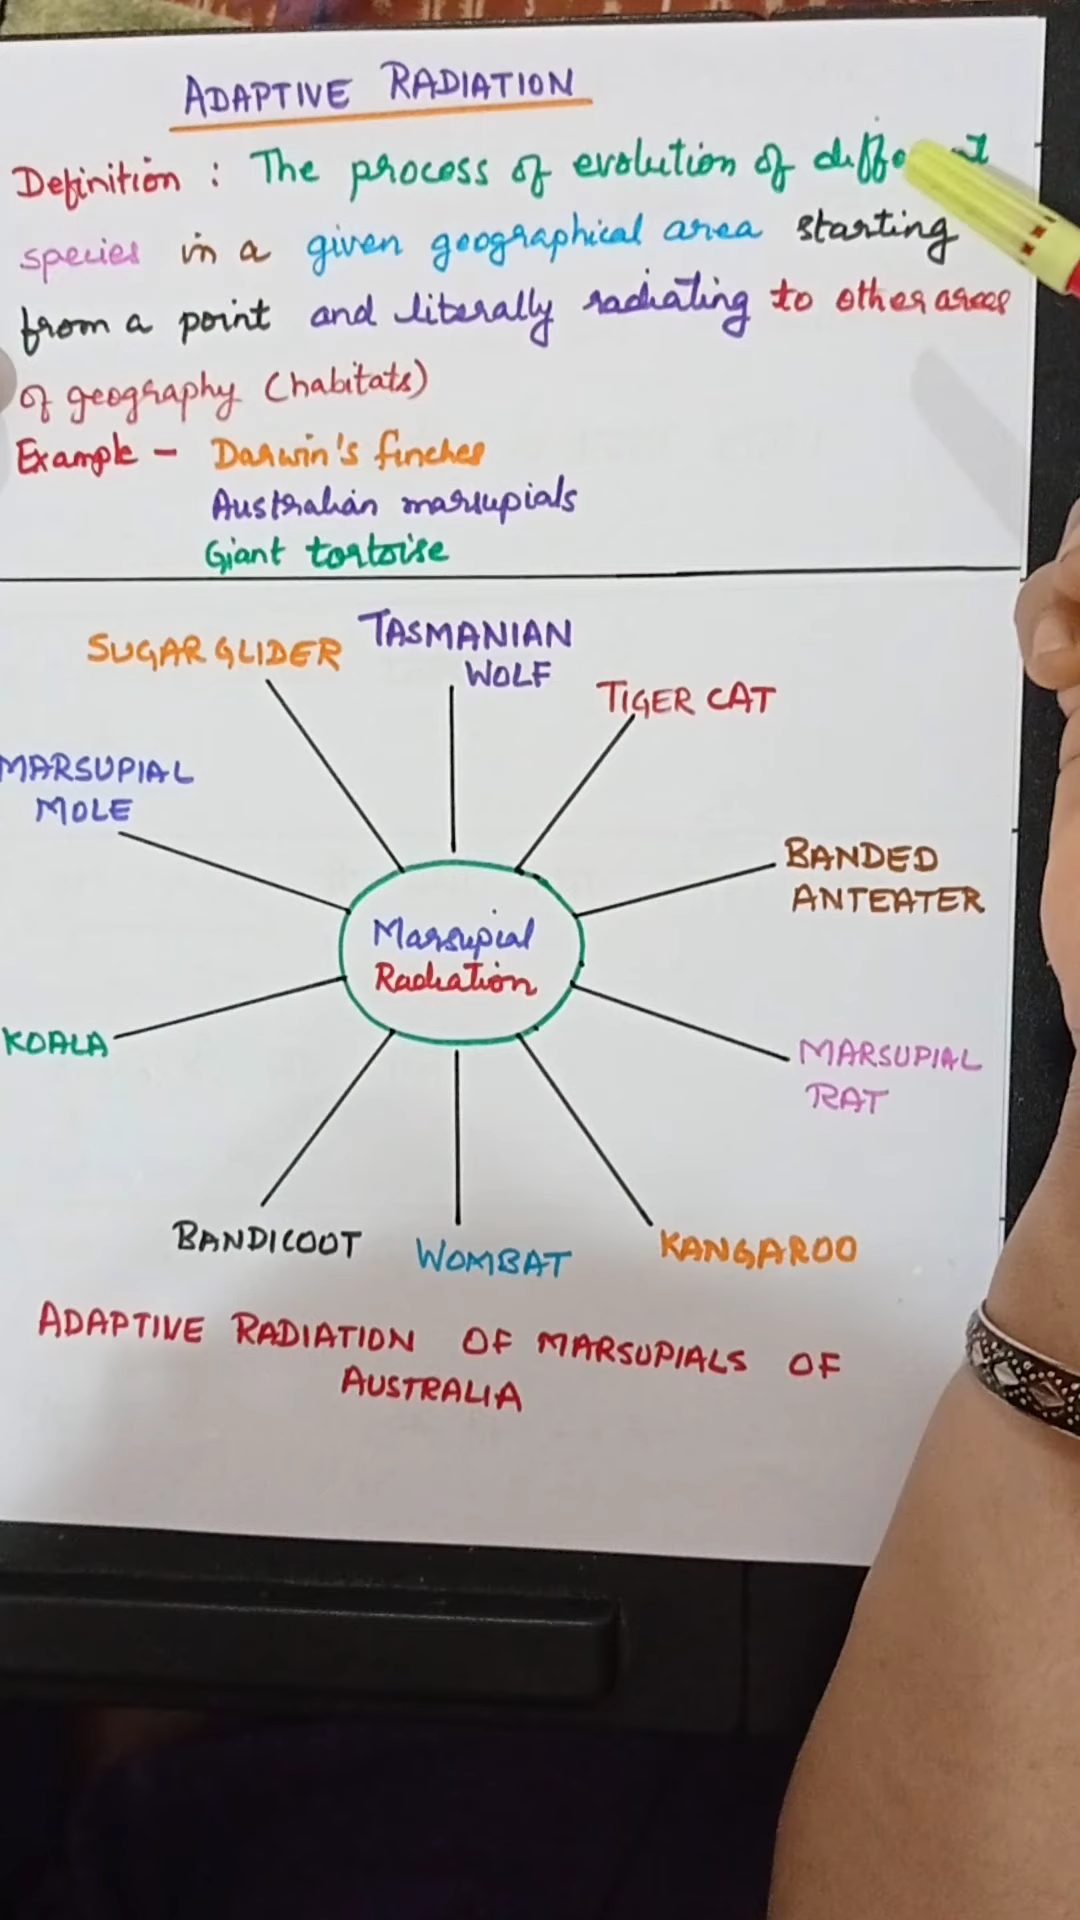 ADAPTIVE RADIATION
Definition : The process of evolution of
species in a given geographical area starting
from a point and literally radiating to other areas
of geography (habitats)
Example - Darwin's finches
Australian marsupials
Giant tortoise
SUGAR GLIDER
TASMANIAN
WOLF
TIGER CAT
MARSUPIAL
MOLE
BANDED
ANTEATER
Marsupial
Radiation
KOALA
MARSUPIAL
RAT
BANDICOOT
WOMBAT
KANGAROO
ADAPTIVE RADIATION OF MARSUPIALS OF
AUSTRALIA